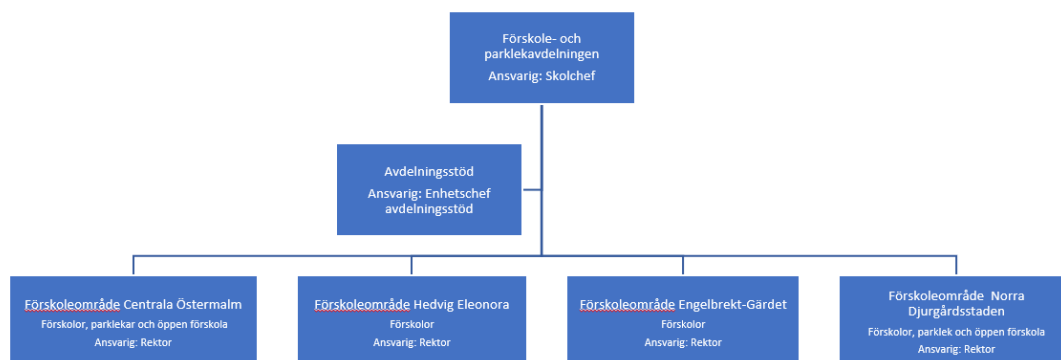 Förskole- och
parklekavdelningen
Ansvarig: Skolchef
Avdelningsstöd
Ansvarig: Enhetschef
avdelningsstöd
Förskoleområde Centrala Östermalm
Förskolor, parklekar och öppen förskola
Ansvarig: Rektor
Förskoleområde Hedvig Eleonora
Förskolor
Ansvarig: Rektor
Förskoleområde Engelbrekt-Gärdet
Förskolor
Ansvarig: Rektor
Förskoleområde Norra
Djurgårdsstaden
Förskolor, parklek och öppen förskola
Ansvarig: Rektor